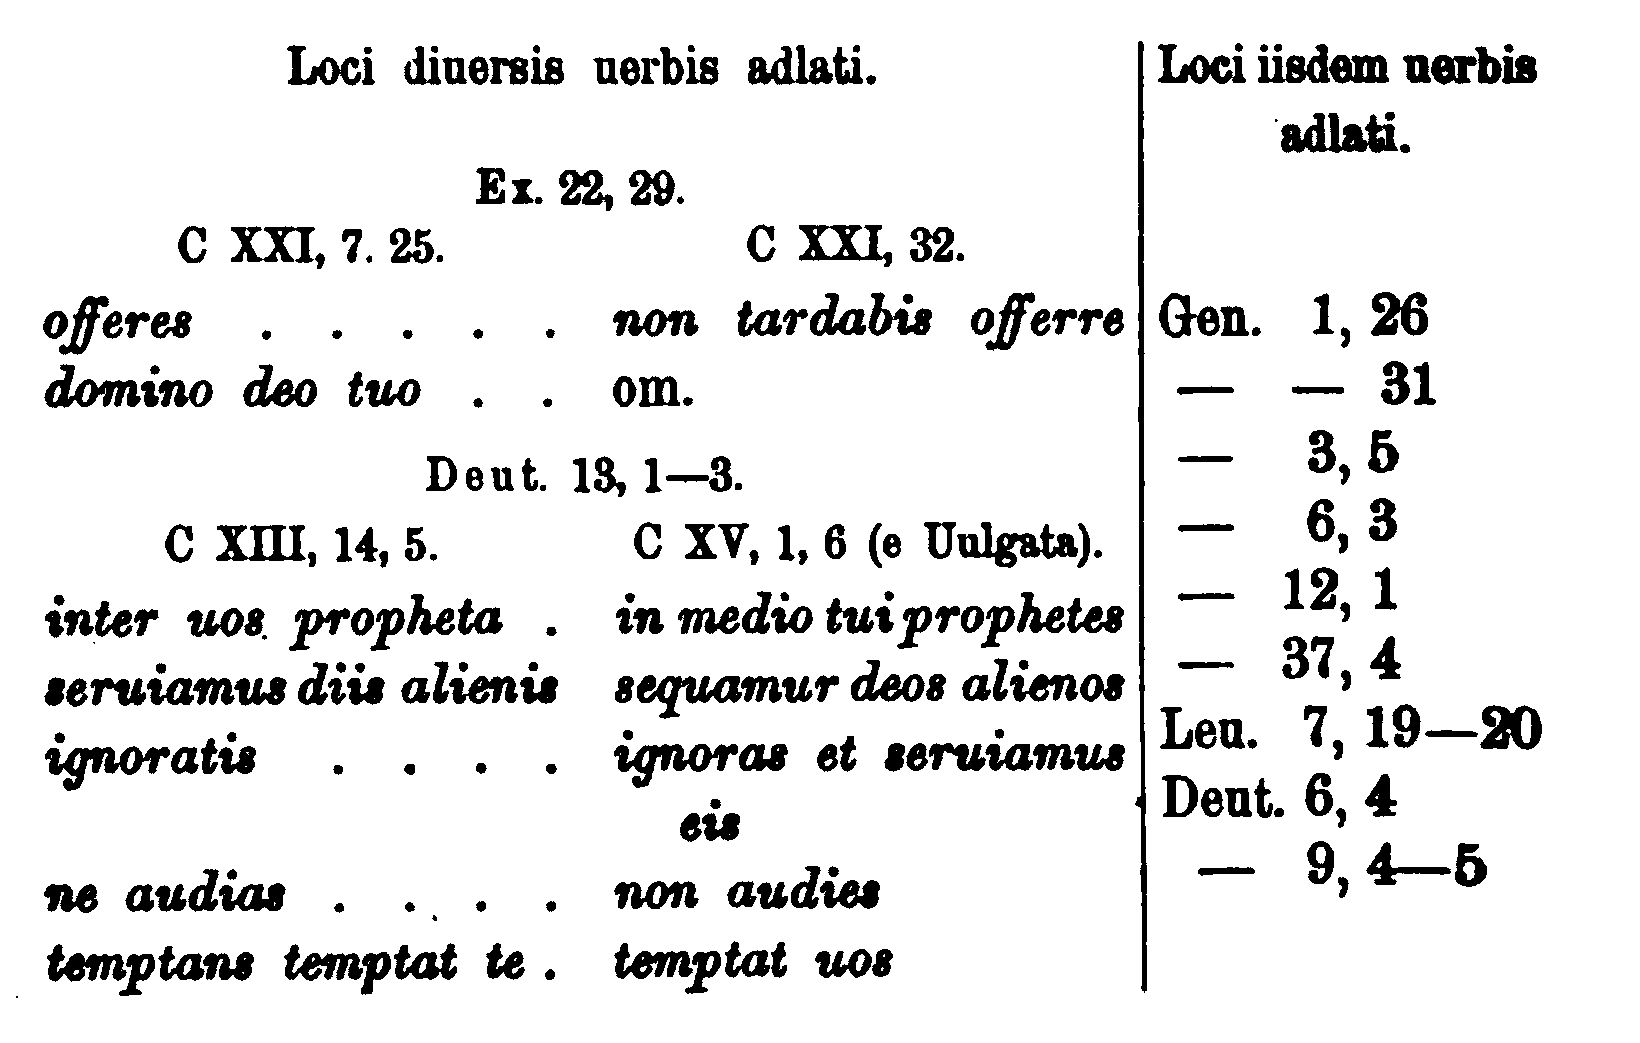 Loci diuersis uerbis adlati.
Ex. 22, 29.
C XXI, 7. 25. C XXI, 32.
offeres . . . . . non tardabis offerre
domino deo tuo . . om.
Deut. 13, 1—3.
C XIII, 14, 5. C XV, 1, 6 (e Uulgata).
inter uos propheta . in medio tui prophetes
seruiamus diis alienis sequamur deos alienos
ignoratis . . . . ignoras et seruiamus
eis
ne audias . . . . non audies
temptans temptat te . temptat uos
Loci iisdem uerbis
adlati.
Gen. 1, 26
— — 31
— 3, 5
— 6, 3
— 12, 1
— 37, 4
Leu. 7, 19—20
Deut. 6, 4
— 9, 4—5